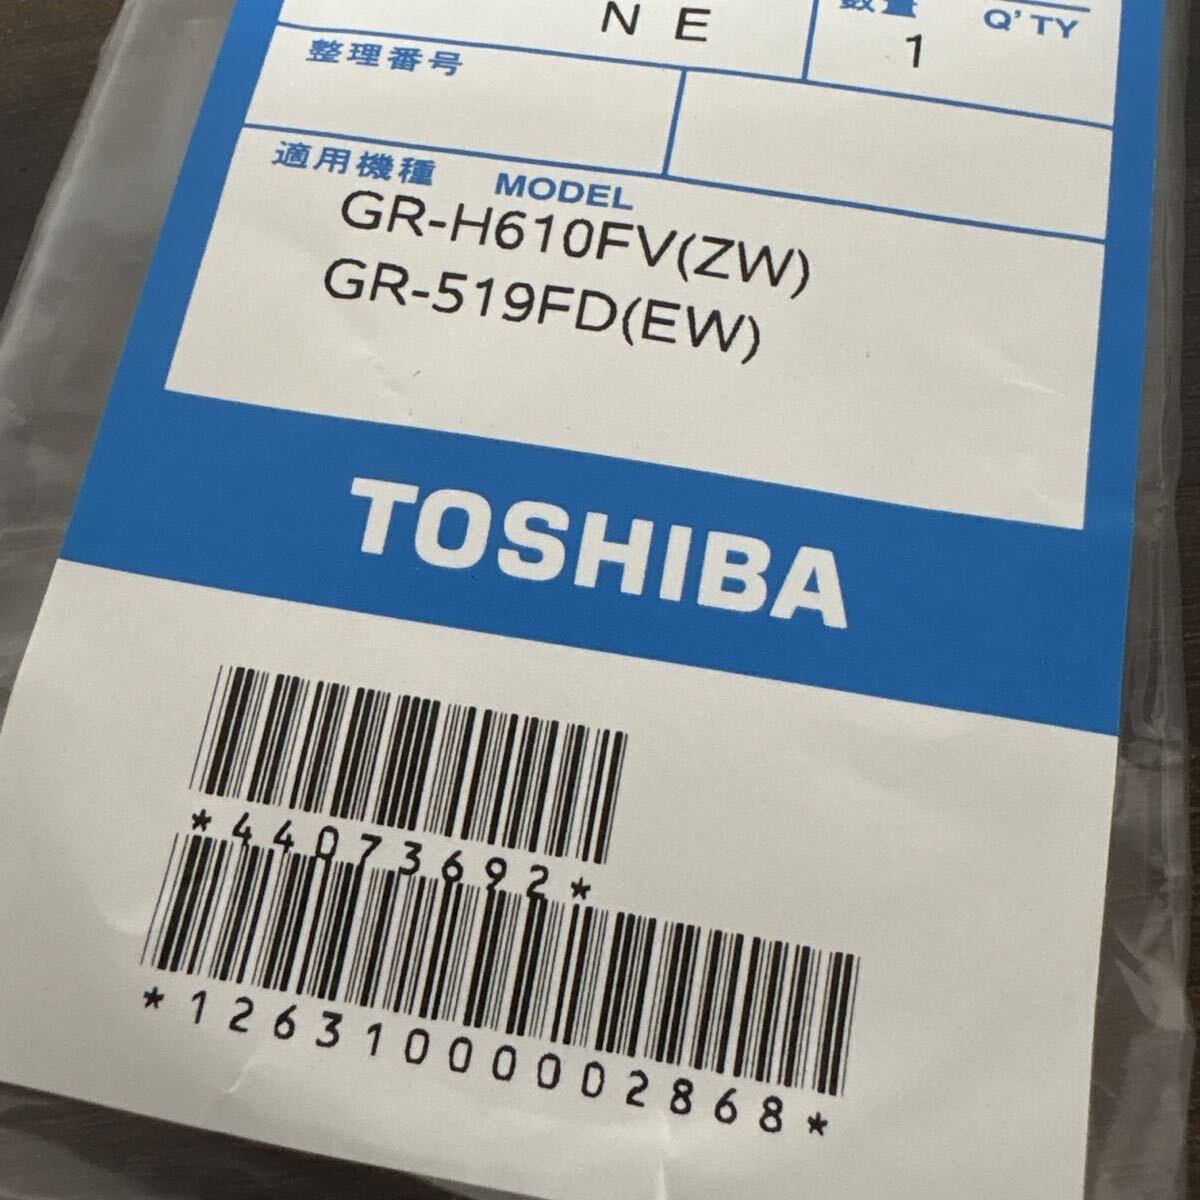 N E
数量 Q'TY
1
整理番号
適用機種 MODEL
GR-H610FV(ZW)
GR-519FD(EW)
TOSHIBA
*44073692*
*1263100002868*